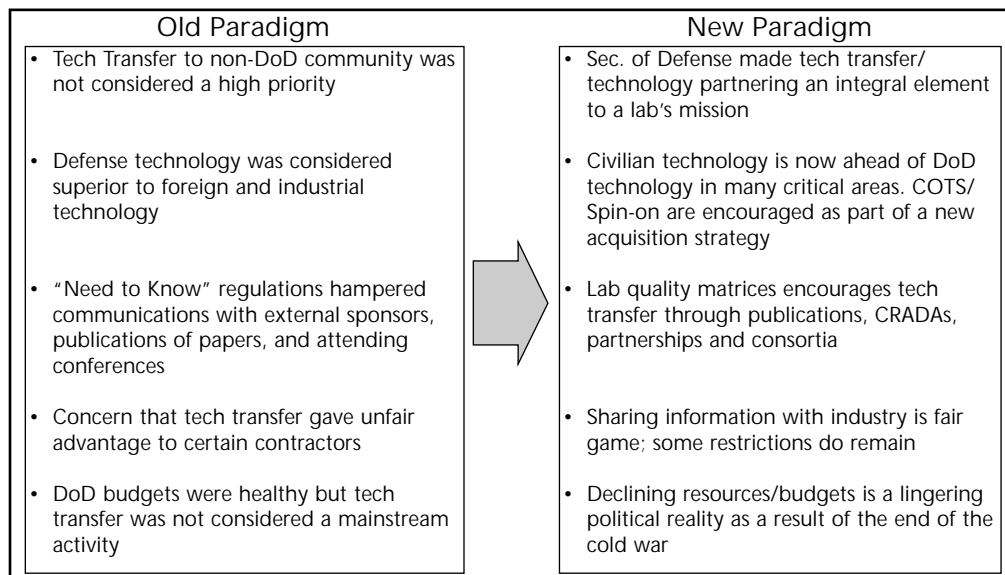 Old Paradigm
• Tech Transfer to non-DoD community was
not considered a high priority
• Defense technology was considered
superior to foreign and industrial
technology
• “Need to Know” regulations hampered
communications with external sponsors,
publications of papers, and attending
conferences
• Concern that tech transfer gave unfair
advantage to certain contractors
• DoD budgets were healthy but tech
transfer was not considered a mainstream
activity
New Paradigm
• Sec. of Defense made tech transfer/
technology partnering an integral element
to a lab’s mission
• Civilian technology is now ahead of DoD
technology in many critical areas. COTS/
Spin-on are encouraged as part of a new
acquisition strategy
• Lab quality matrices encourages tech
transfer through publications, CRADAs,
partnerships and consortia
• Sharing information with industry is fair
game; some restrictions do remain
• Declining resources/budgets is a lingering
political reality as a result of the end of the
cold war